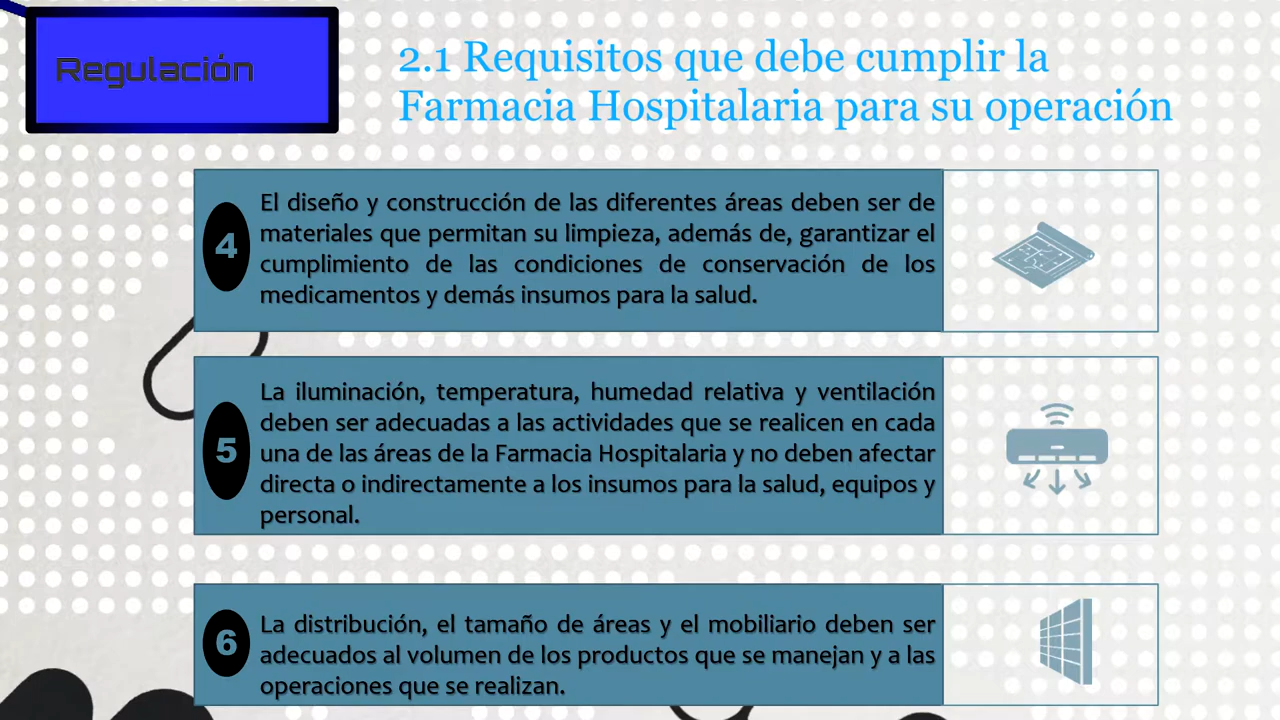 Regulación
2.1 Requisitos que debe cumplir la
Farmacia Hospitalaria para su operación
4
El diseño y construcción de las diferentes áreas deben ser de
materiales que permitan su limpieza, además de, garantizar el
cumplimiento de las condiciones de conservación de los
medicamentos y demás insumos para la salud.
5
La iluminación, temperatura, humedad relativa y ventilación
deben ser adecuadas a las actividades que se realicen en cada
una de las áreas de la Farmacia Hospitalaria y no deben afectar
directa o indirectamente a los insumos para la salud, equipos y
personal.
6
La distribución, el tamaño de áreas y el mobiliario deben ser
adecuados al volumen de los productos que se manejan y a las
operaciones que se realizan.